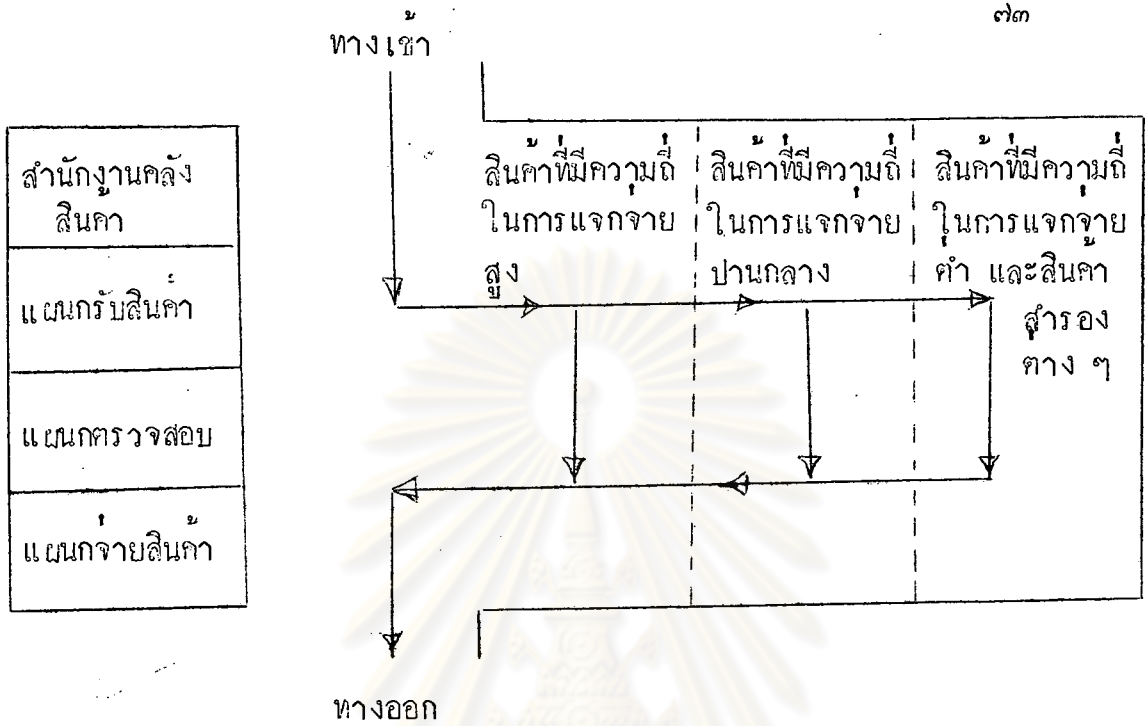 ๗๓
ทางเข้า
สำนักงานคลัง
สินคา
แผนกรับสินคา
แผนกตรวจสอบ
แผนกจ่ายสินค้า
สินค้าที่มีความถี่
ในการแจกจาย
สูง
สินค้าที่มีความถี่
ในการแจกจาย
ปานกลาง
สินค้าที่มีความถี่
ในการแจกจาย
ต่ำ และสินค้า
สำรอง
ตาง ๆ
ทางออก